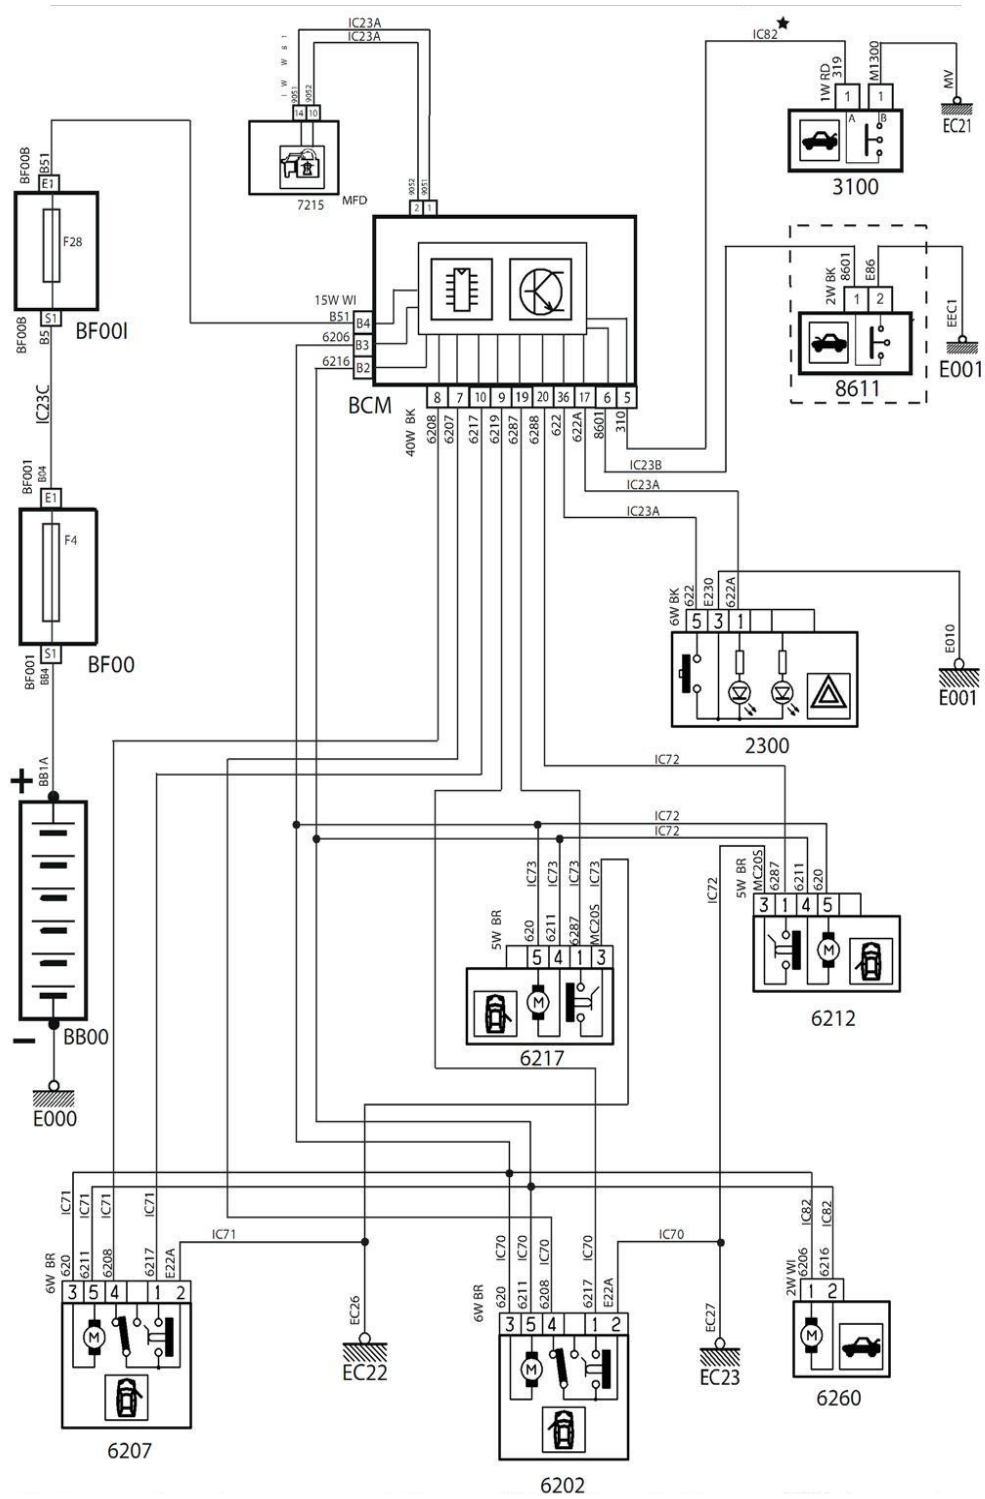 IC23A
IC23A
1 W W B 1
9051
9052
14
10
7215
MFD
9052
9051
2
1
IC82
1W RD
319
M1300
1
1
A
B
3100
MV
EC21
BF00B
B51
E1
F28
S1
BF00B
B5
BF00I
IC23C
15W WI
B51
B4
6206
B3
6216
B2
BCM
8
7
10
9
19
20
36
17
6
5
40W BK
6208
6207
6217
6219
6287
6288
622
622A
8601
310
2W BK
8601
E86
1
2
8611
EEC1
E001
IC23B
IC23A
IC23A
BF001
B04
E1
F4
S1
BF001
BB4
BF00
6W BK
622
E230
622A
5
3
1
2300
E010
E001
+
BB1A
−
BB00
E000
IC72
IC72
IC72
IC72
5W BR
MC20S
6287
6211
620
3
1
4
5
M
6212
IC73
IC73
IC73
IC73
5W BR
620
6211
6287
MC20S
5
4
1
3
M
6217
IC71
IC71
IC71
IC71
IC71
6W BR
620
6211
6208
6217
E22A
3
5
4
1
2
M
6207
EC26
EC22
IC70
IC70
IC70
IC70
IC70
6W BR
620
6211
6208
6217
E22A
3
5
4
1
2
M
6202
EC27
EC23
IC82
IC82
2W WI
6206
6216
1
2
M
6260